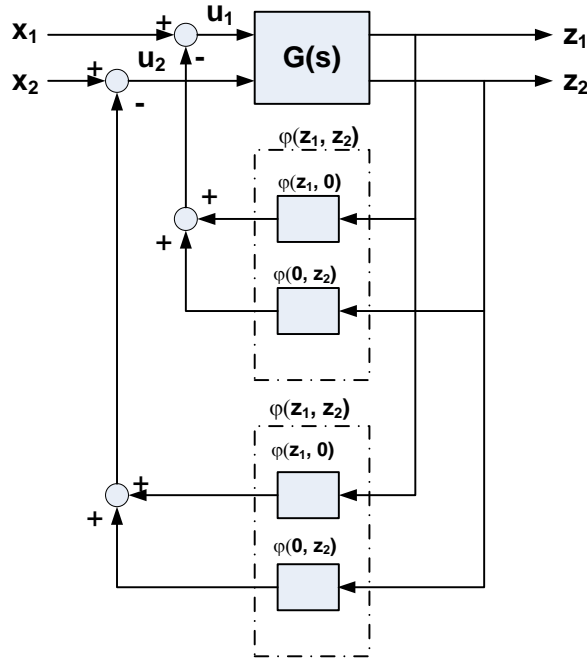 x₁
+
u₁
-
G(s)
z₁
x₂
+
u₂
-
z₂
φ(z₁, z₂)
φ(z₁, 0)
+
+
φ(0, z₂)
φ(z₁, z₂)
φ(z₁, 0)
+
+
φ(0, z₂)